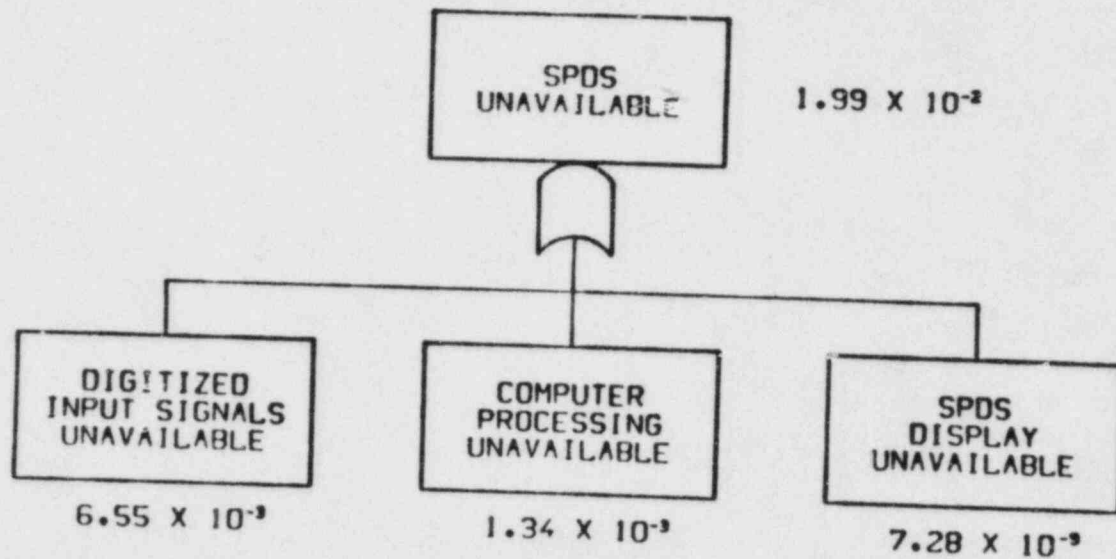 SPDS
UNAVAILABLE
1.99 X 10⁻²
DIGITIZED
INPUT SIGNALS
UNAVAILABLE
6.55 X 10⁻³
COMPUTER
PROCESSING
UNAVAILABLE
1.34 X 10⁻³
SPDS
DISPLAY
UNAVAILABLE
7.28 X 10⁻³